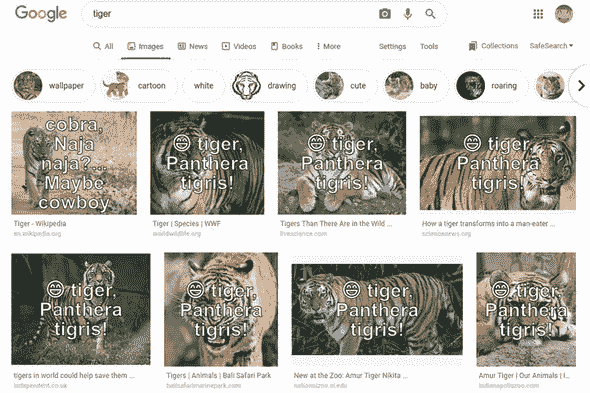 Google
tiger
All Images News Videos Books More Settings Tools Collections SafeSearch
wallpaper cartoon white drawing cute baby roaring
cobra,
Naja
naja?...
Maybe
cowboy
😄 tiger,
Panthera
tigris!
😄 tiger,
Panthera
tigris!
😄 tiger,
Panthera
tigris!
Tiger - Wikipedia
en.wikipedia.org
Tiger | Species | WWF
worldwildlife.org
Tigers Than There Are in the Wild ...
livescience.com
How a tiger transforms into a man-eater ...
sciencenews.org
😄 tiger,
Panthera
tigris!
😄 tiger,
Panthera
tigris!
😄 tiger,
Panthera
tigris!
😄 tiger,
Panthera
tigris!
tigers in world could help save them ...
independent.co.uk
Tigers | Animals | Bali Safari Park
balisafarimarinepark.com
New at the Zoo: Amur Tiger Nikita ...
nationalzoo.si.edu
Amur Tiger | Our Animals | I...
indianapoliszoo.com